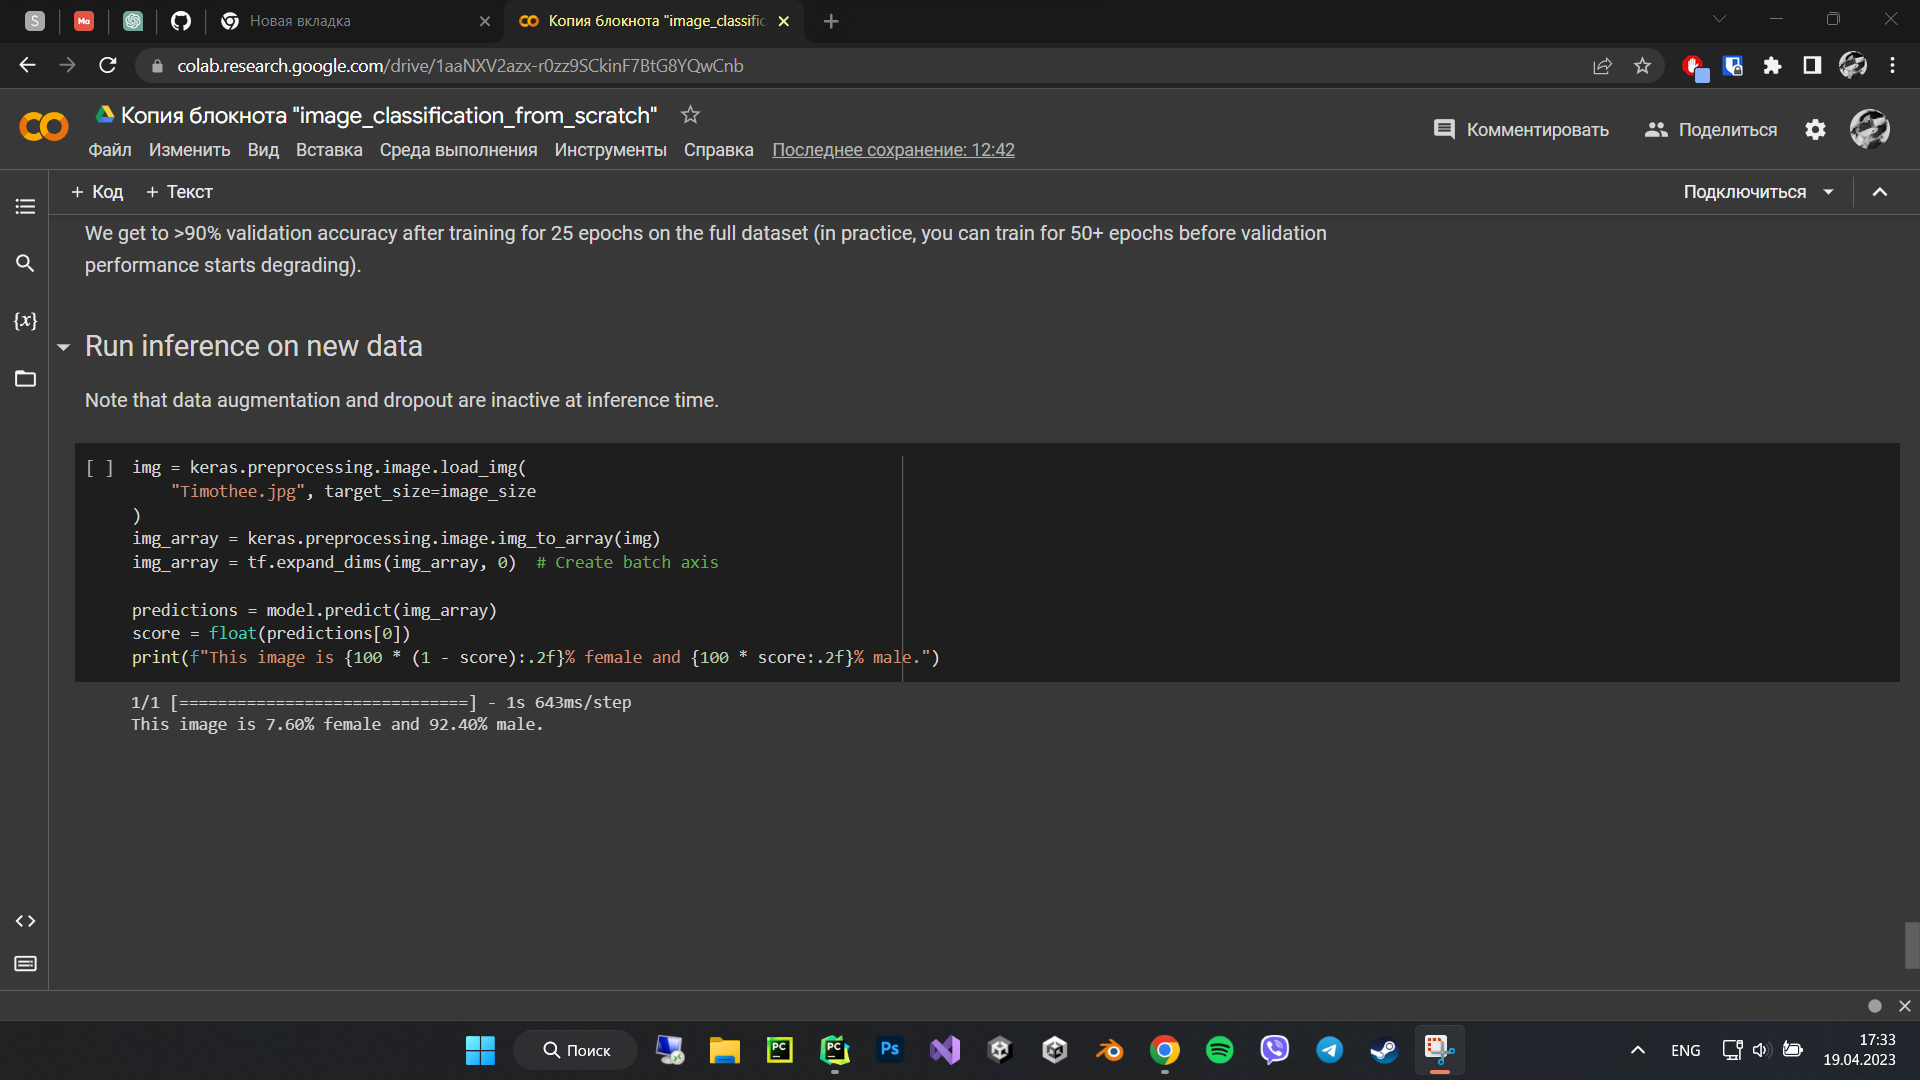 S
Ma
Новая вкладка
Копия блокнота "image_classific
colab.research.google.com/drive/1aaNXV2azx-r0zz9SCkinF7BtG8YQwCnb
Копия блокнота "image_classification_from_scratch"
Комментировать
Поделиться
Файл Изменить Вид Вставка Среда выполнения Инструменты Справка Последнее сохранение: 12:42
+ Код + Текст
Подключиться
We get to >90% validation accuracy after training for 25 epochs on the full dataset (in practice, you can train for 50+ epochs before validation
performance starts degrading).
{x}
Run inference on new data
Note that data augmentation and dropout are inactive at inference time.
[ ] img = keras.preprocessing.image.load_img(
"Timothee.jpg", target_size=image_size
)
img_array = keras.preprocessing.image.img_to_array(img)
img_array = tf.expand_dims(img_array, 0)  # Create batch axis
predictions = model.predict(img_array)
score = float(predictions[0])
print(f"This image is {100 * (1 - score):.2f}% female and {100 * score:.2f}% male.")
1/1 [==============================] - 1s 643ms/step
This image is 7.60% female and 92.40% male.
Поиск
PC
PC
Ps
ENG
17:33
19.04.2023